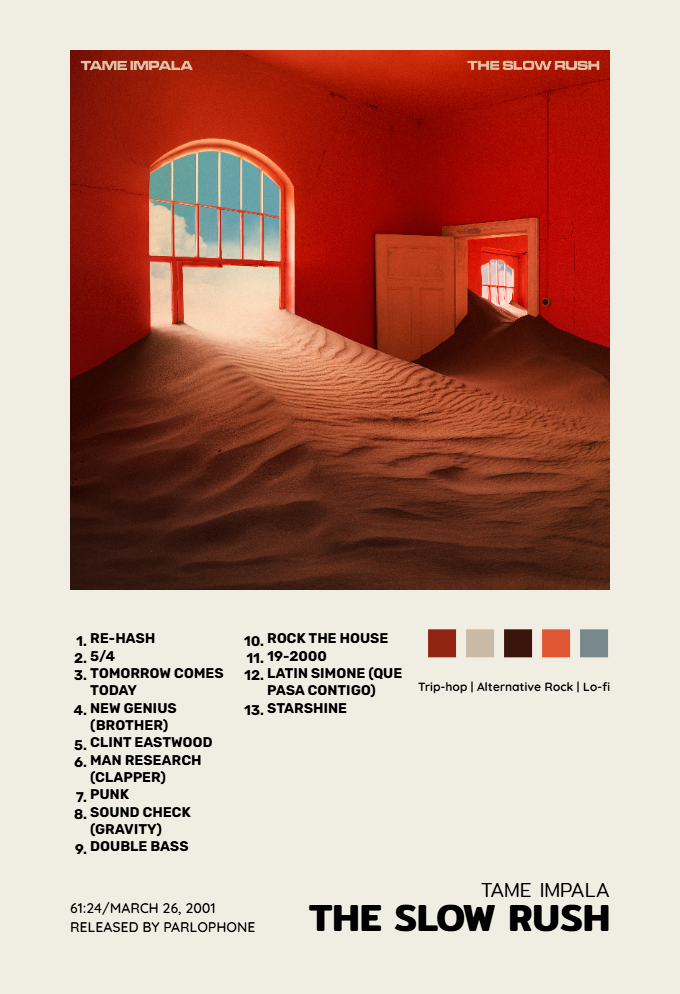 TAME IMPALA
THE SLOW RUSH
1. RE-HASH
2. 5/4
3. TOMORROW COMES
TODAY
4. NEW GENIUS
(BROTHER)
5. CLINT EASTWOOD
6. MAN RESEARCH
(CLAPPER)
7. PUNK
8. SOUND CHECK
(GRAVITY)
9. DOUBLE BASS
10. ROCK THE HOUSE
11. 19-2000
12. LATIN SIMONE (QUE
PASA CONTIGO)
13. STARSHINE
Trip-hop | Alternative Rock | Lo-fi
61:24/MARCH 26, 2001
RELEASED BY PARLOPHONE
TAME IMPALA
THE SLOW RUSH